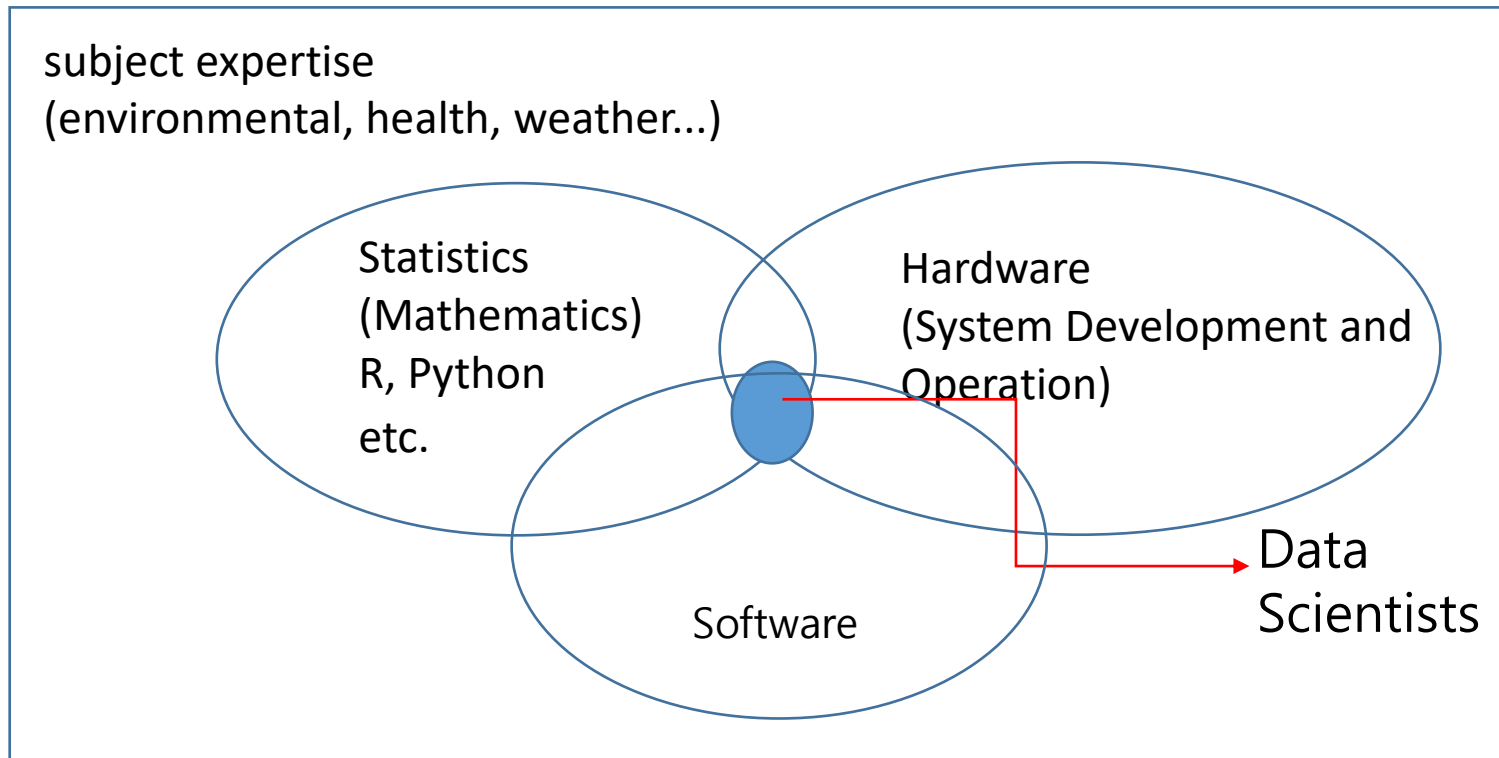 subject expertise
(environmental, health, weather...)
Statistics
(Mathematics)
R, Python
etc.
Hardware
(System Development and
Operation)
Software
Data
Scientists